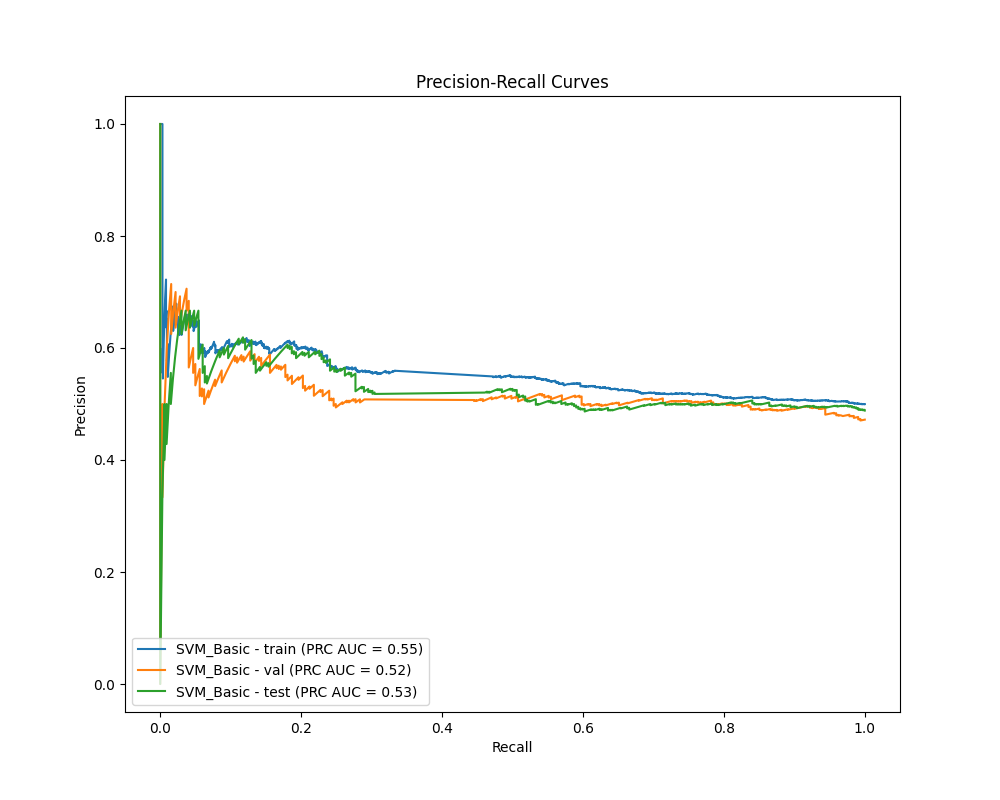 Precision-Recall Curves
1.0
0.8
0.6
0.4
0.2
0.0
Precision
SVM_Basic - train (PRC AUC = 0.55)
SVM_Basic - val (PRC AUC = 0.52)
SVM_Basic - test (PRC AUC = 0.53)
0.0 0.2 0.4 0.6 0.8 1.0
Recall